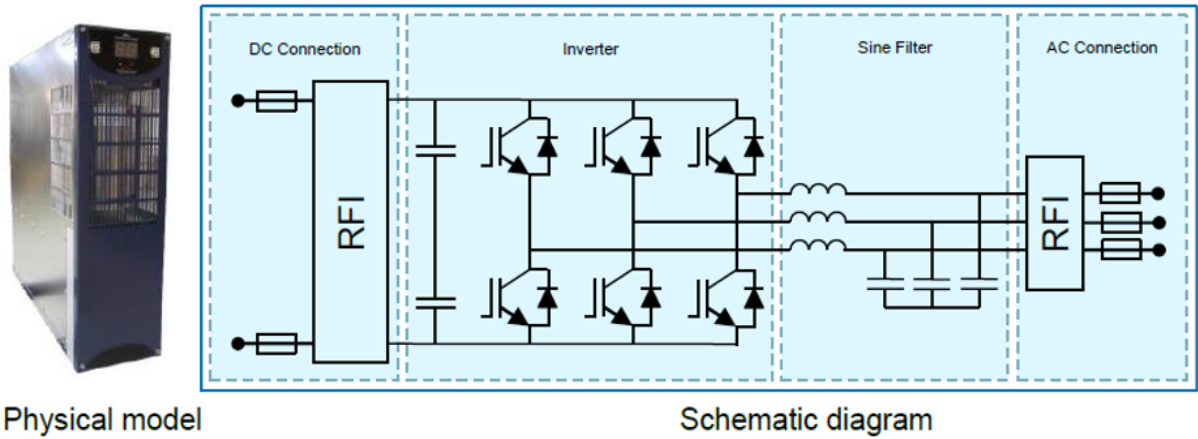 DC Connection
Inverter
Sine Filter
AC Connection
RFI
RFI
Physical model
Schematic diagram